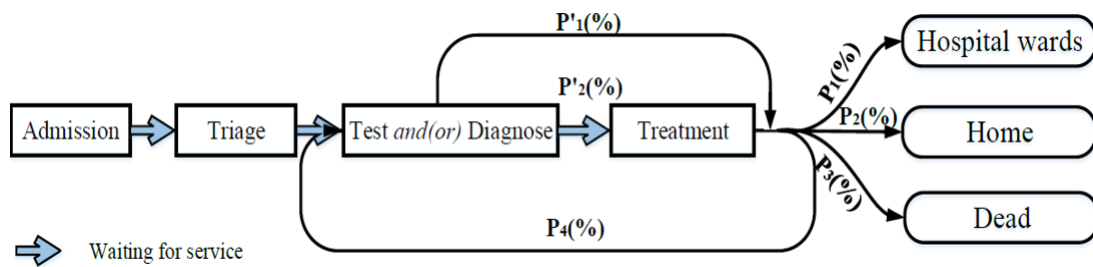 P'1(%)
Hospital wards
P1(%)
P'2(%)
Admission
Triage
Test and(or) Diagnose
Treatment
P2(%)
Home
P3(%)
P4(%)
Dead
Waiting for service